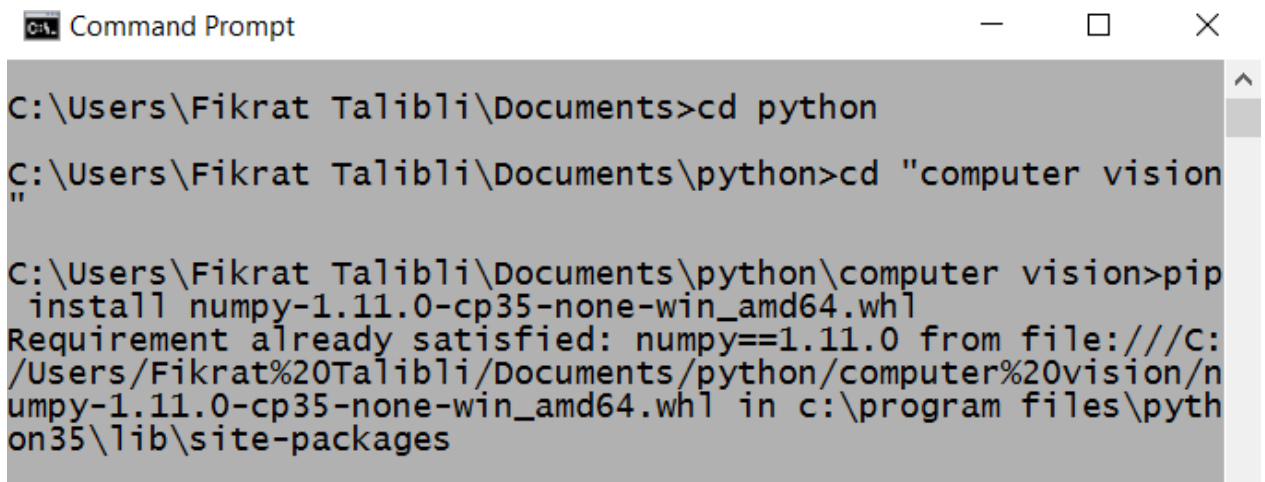 Command Prompt
C:\Users\Fikrat Talibli\Documents>cd python
C:\Users\Fikrat Talibli\Documents\python>cd "computer vision
"
C:\Users\Fikrat Talibli\Documents\python\computer vision>pip
 install numpy-1.11.0-cp35-none-win_amd64.whl
Requirement already satisfied: numpy==1.11.0 from file:///C:
/Users/Fikrat%20Talibli/Documents/python/computer%20vision/n
umpy-1.11.0-cp35-none-win_amd64.whl in c:\program files\pyth
on35\lib\site-packages